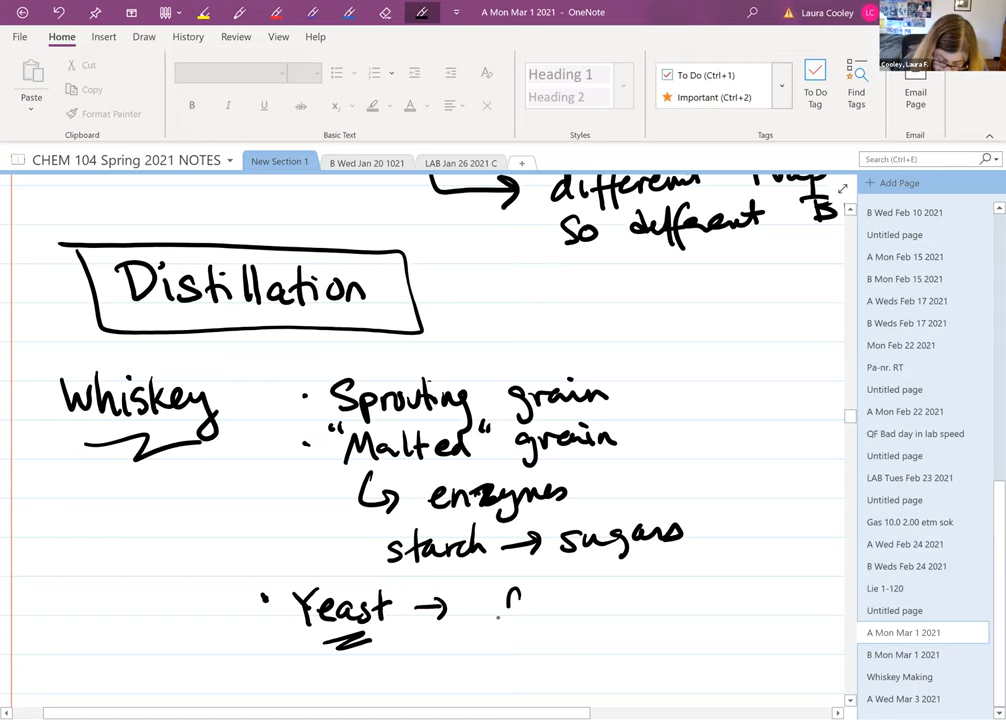 A Mon Mar 1 2021 - OneNote
Laura Cooley
LC
Cooley, Laura F.
File Home Insert Draw History Review View Help
Paste
Cut
Copy
Format Painter
Clipboard
B I U ab x A
Basic Text
Heading 1
Heading 2
Styles
To Do (Ctrl+1)
Important (Ctrl+2)
Tags
To Do
Tag
Find
Tags
Email
Page
Email
CHEM 104 Spring 2021 NOTES
New Section 1
B Wed Jan 20 1021
LAB Jan 26 2021 C
Search (Ctrl+E)
different
so different
Distillation
Whiskey · Sprouting grain
· "Malted" grain
↳ enzymes
starch → sugars
· Yeast →
Add Page
B Wed Feb 10 2021
Untitled page
A Mon Feb 15 2021
B Mon Feb 15 2021
A Weds Feb 17 2021
B Weds Feb 17 2021
Mon Feb 22 2021
Pa-nr. RT
Untitled page
A Mon Feb 22 2021
QF Bad day in lab speed
Untitled page
LAB Tues Feb 23 2021
Untitled page
Gas 10.0 2.00 etm sok
A Wed Feb 24 2021
B Weds Feb 24 2021
Lie 1-120
Untitled page
A Mon Mar 1 2021
B Mon Mar 1 2021
Whiskey Making
A Wed Mar 3 2021